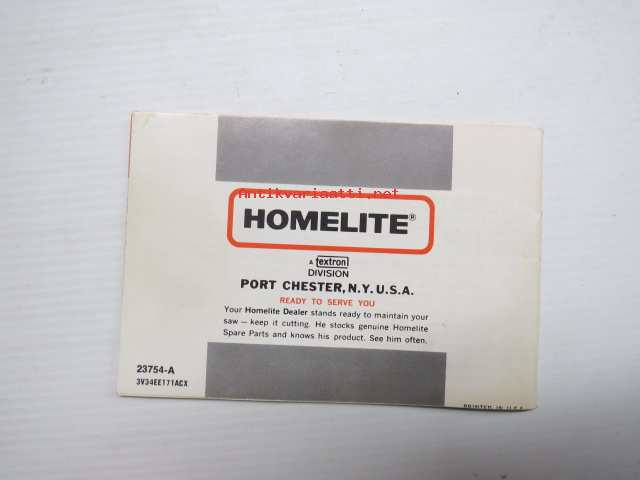 Antikvariaatti.net
HOMELITE®
A textron
DIVISION
PORT CHESTER, N.Y. U.S.A.
READY TO SERVE YOU
Your Homelite Dealer stands ready to maintain your
saw — keep it cutting. He stocks genuine Homelite
Spare Parts and knows his product. See him often.
23754-A
3V34EE171ACX
PRINTED IN U.S.A.